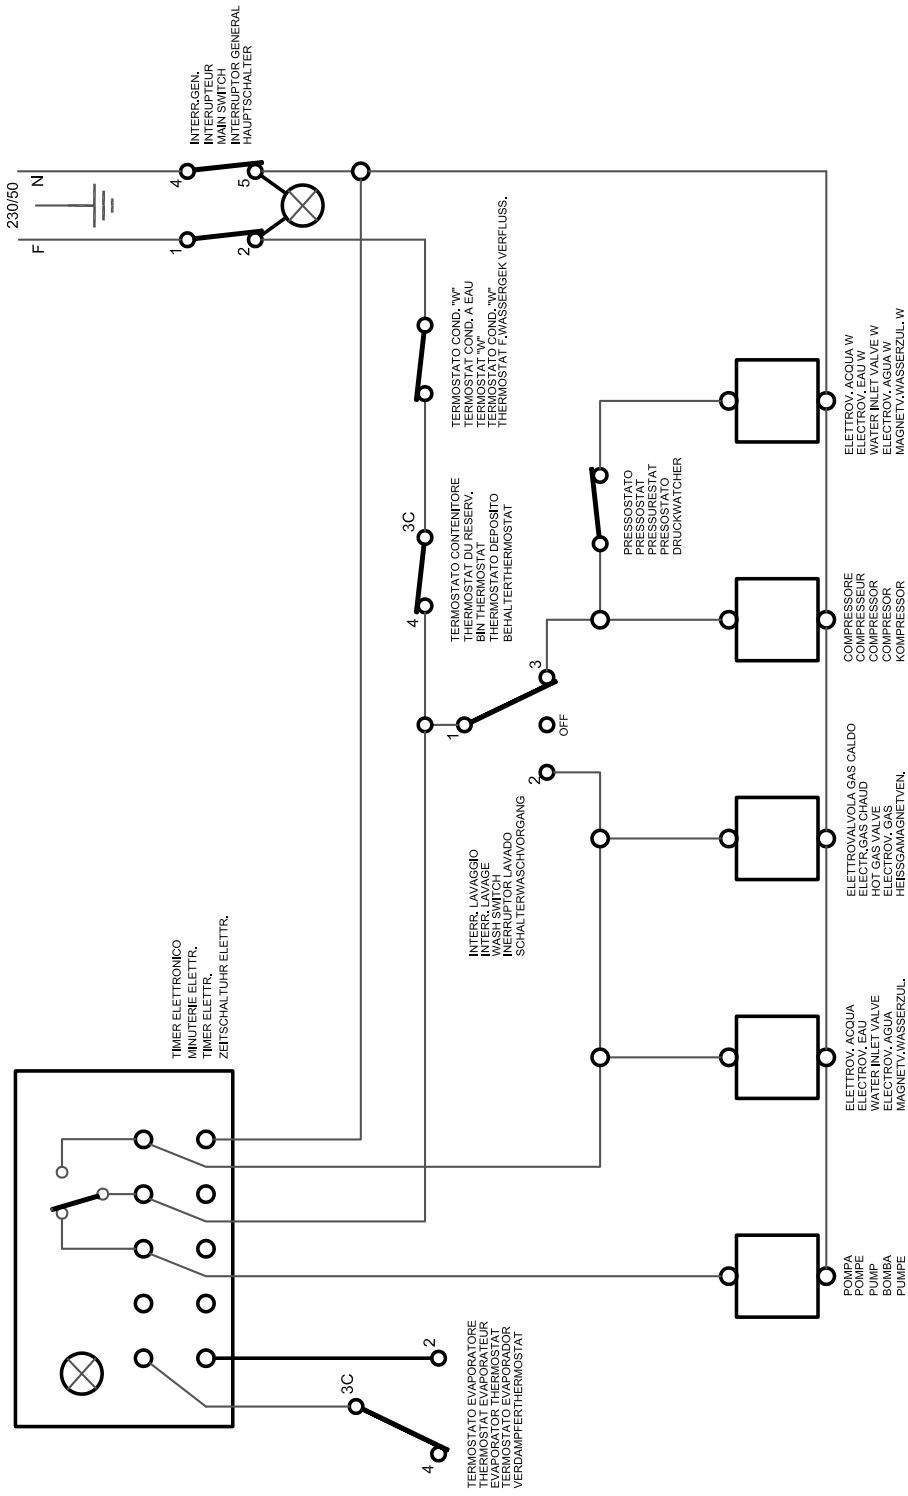 230/50
F
N
1
4
2
5
INTERR.GEN.
INTERUPTEUR
MAIN SWITCH
INTERRUPTOR GENERAL
HAUPTSCHALTER
TERMOSTATO COND. "W"
TERMOSTAT COND. A EAU
TERMOSTAT "W"
TERMOSTATO COND. "W"
THERMOSTAT F.WASSERGEK VERFLUSS.
3C
4
TERMOSTATO CONTENITORE
THERMOSTAT DU RESERV.
BIN THERMOSTAT
THERMOSTATO DEPOSITO
BEHALTERTHERMOSTAT
PRESSOSTATO
PRESSOSTAT
PRESSURESTAT
PRESOSTATO
DRUCKWATCHER
1
3
OFF
2
INTERR. LAVAGGIO
INTERR. LAVAGE
WASH SWITCH
INERRUPTOR LAVADO
SCHALTERWASCHVORGANG
TIMER ELETTRONICO
MINUTERIE ELETTR.
TIMER ELETTR.
ZEITSCHALTUHR ELETTR.
3C
4
2
TERMOSTATO EVAPORATORE
THERMOSTAT EVAPORATEUR
EVAPORATOR THERMOSTAT
TERMOSTATO EVAPORADOR
VERDAMPFERTHERMOSTAT
POMPA
POMPE
PUMP
BOMBA
PUMPE
ELETTROV. ACQUA
ELECTROV. EAU
WATER INLET VALVE
ELECTROV. AGUA
MAGNETV.WASSERZUL.
ELETTROVALVOLA GAS CALDO
ELECTR.GAS CHAUD
HOT GAS VALVE
ELECTROV. GAS
HEISSGAMAGNETVEN.
COMPRESSORE
COMPRESSEUR
COMPRESSOR
COMPRESOR
KOMPRESSOR
ELETTROV. ACQUA W
ELECTROV. EAU W
WATER INLET VALVE W
ELECTROV. AGUA W
MAGNETV.WASSERZUL.W